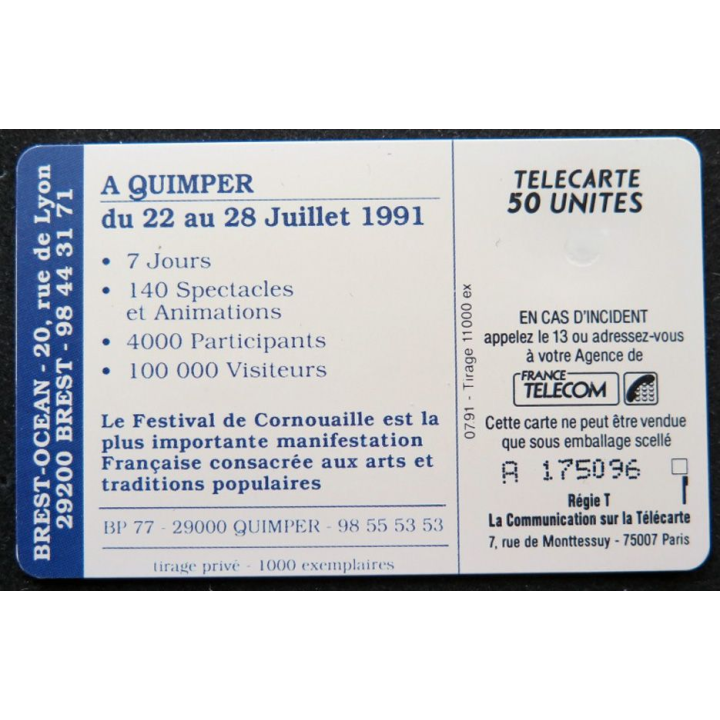 BREST-OCEAN - 20, rue de Lyon
29200 BREST - 98 44 31 71
A QUIMPER
du 22 au 28 Juillet 1991
• 7 Jours
• 140 Spectacles
et Animations
• 4000 Participants
• 100 000 Visiteurs
Le Festival de Cornouaille est la
plus importante manifestation
Française consacrée aux arts et
traditions populaires
BP 77 - 29000 QUIMPER - 98 55 53 53
tirage privé - 1000 exemplaires
07.91 - Tirage 11000 ex
TELECARTE
50 UNITES
EN CAS D'INCIDENT
appelez le 13 ou adressez-vous
à votre Agence de
FRANCE
TELECOM
Cette carte ne peut être vendue
que sous emballage scellé
A 175096
Régie T
La Communication sur la Télécarte
7, rue de Monttessuy - 75007 Paris